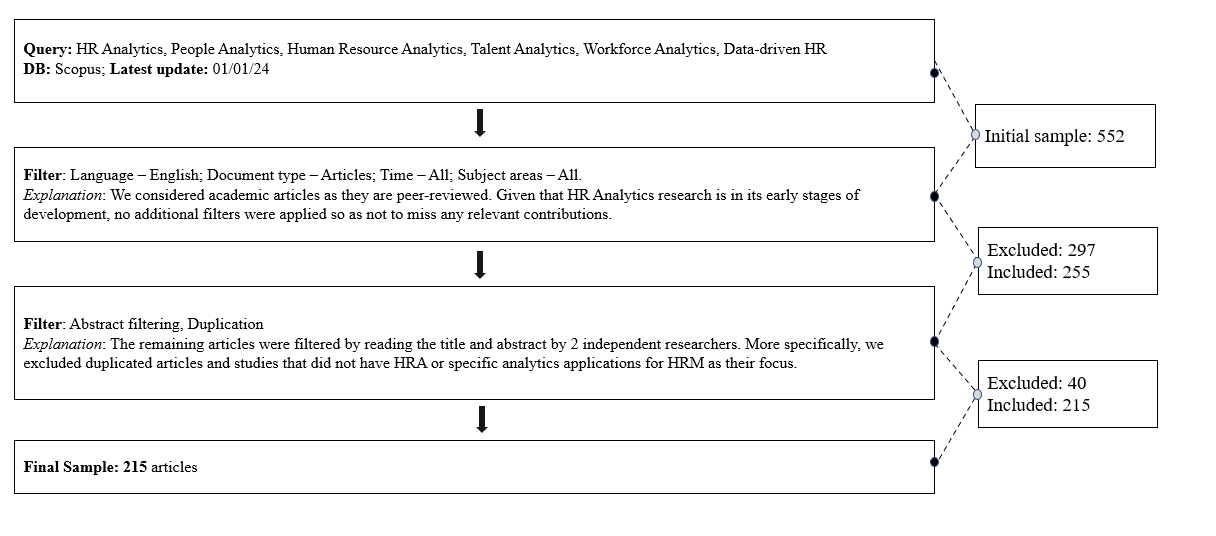 Query: HR Analytics, People Analytics, Human Resource Analytics, Talent Analytics, Workforce Analytics, Data-driven HR
DB: Scopus; Latest update: 01/01/24
Initial sample: 552
Filter: Language – English; Document type – Articles; Time – All; Subject areas – All.
Explanation: We considered academic articles as they are peer-reviewed. Given that HR Analytics research is in its early stages of
development, no additional filters were applied so as not to miss any relevant contributions.
Excluded: 297
Included: 255
Filter: Abstract filtering, Duplication
Explanation: The remaining articles were filtered by reading the title and abstract by 2 independent researchers. More specifically, we
excluded duplicated articles and studies that did not have HRA or specific analytics applications for HRM as their focus.
Excluded: 40
Included: 215
Final Sample: 215 articles